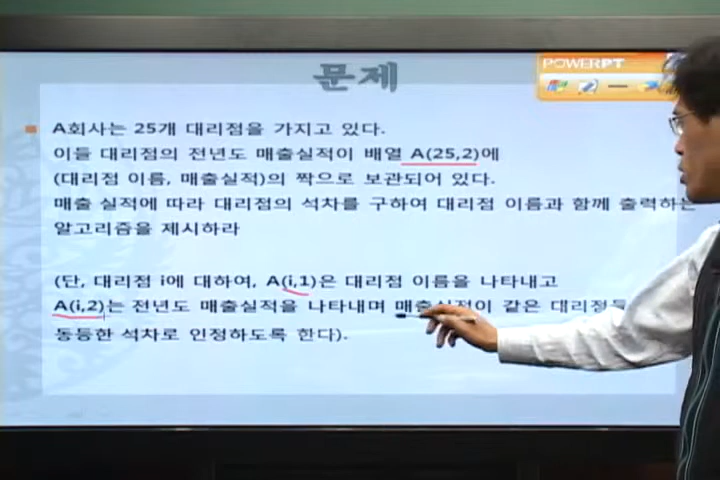 문제
POWERPT
A회사는 25개 대리점을 가지고 있다.
이들 대리점의 전년도 매출실적이 배열 A(25,2)에
(대리점 이름, 매출실적)의 짝으로 보관되어 있다.
매출 실적에 따라 대리점의 석차를 구하여 대리점 이름과 함께 출력하는
알고리즘을 제시하라
(단, 대리점 i에 대하여, A(i,1)은 대리점 이름을 나타내고
A(i,2)는 전년도 매출실적을 나타내며 매출실적이 같은 대리점들
동등한 석차로 인정하도록 한다).